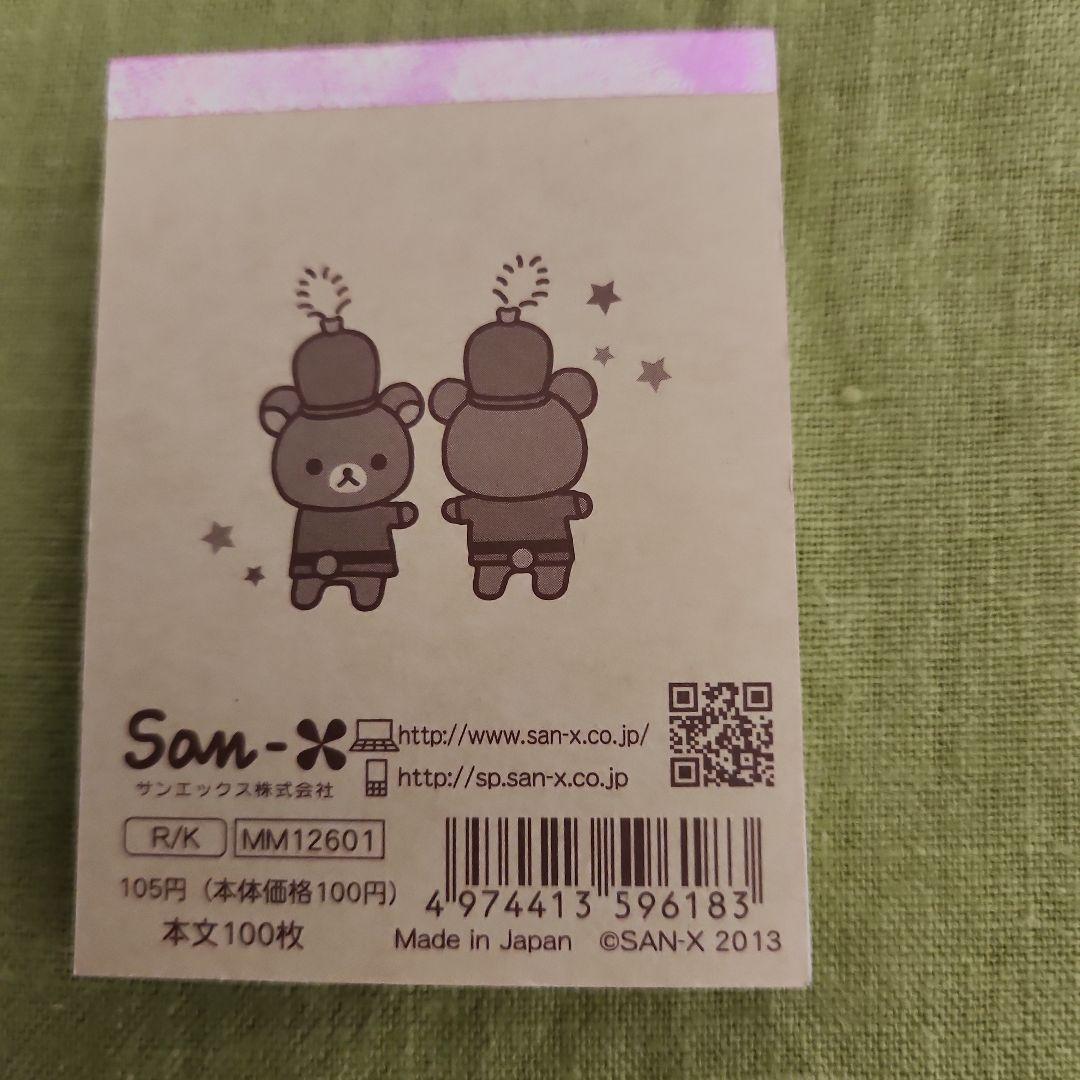 San-X
サンエックス株式会社
http://www.san-x.co.jp/
http://sp.san-x.co.jp
R/K
MM12601
105円（本体価格100円）
本文100枚
4 974413 596183
Made in Japan ©SAN-X 2013